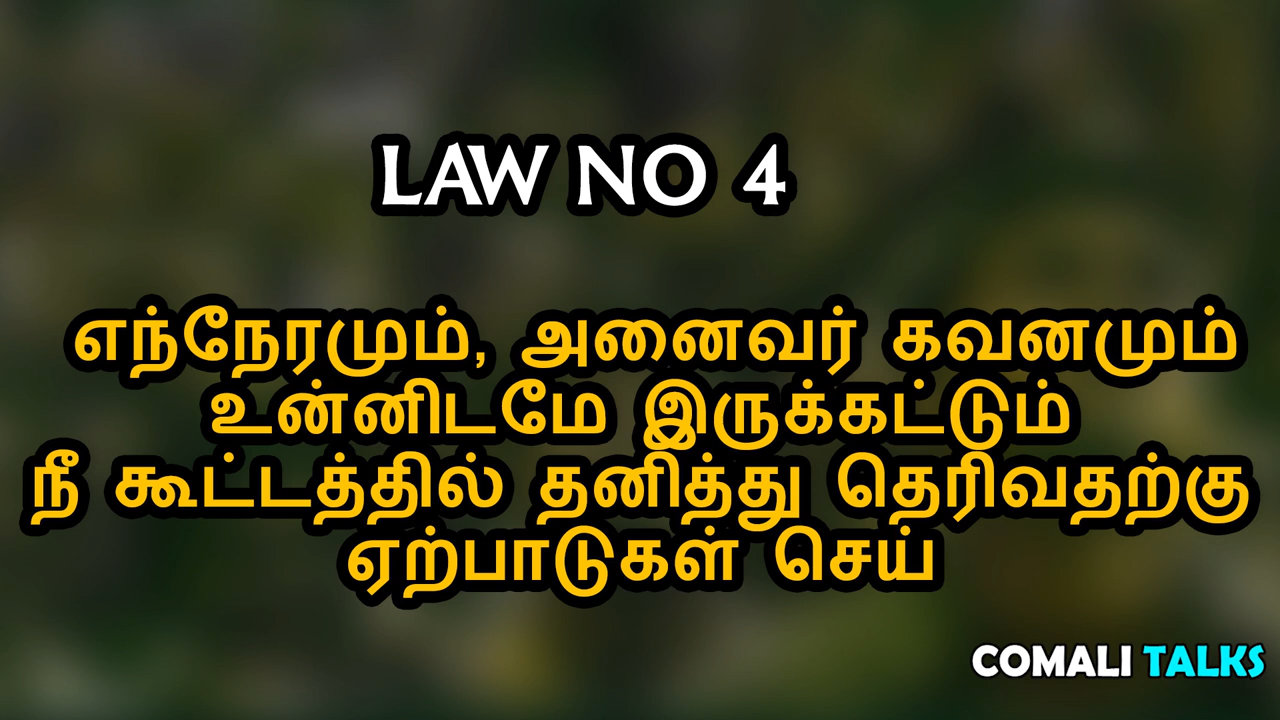 LAW NO 4
எந்நேரமும், அனைவர் கவனமும்
உன்னிடமே இருக்கட்டும்
நீ கூட்டத்தில் தனித்து தெரிவதற்கு
ஏற்பாடுகள் செய்
COMALI TALKS